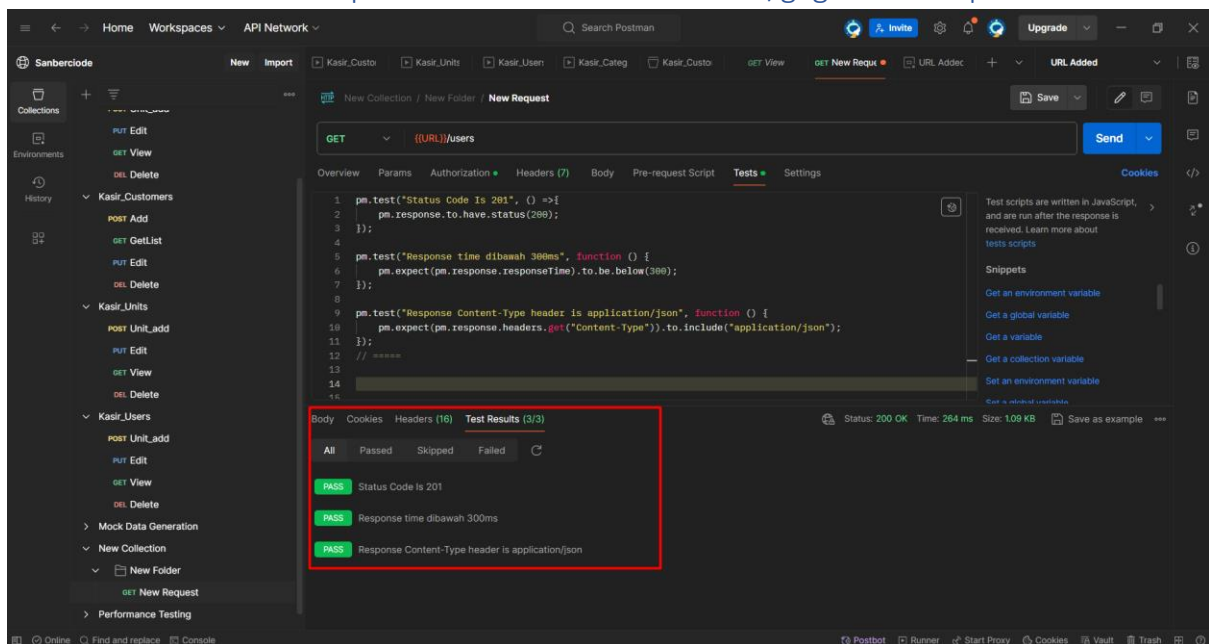 Home Workspaces API Network Search Postman Invite Upgrade
Sanberciode New Import Kasir_Custor Kasir_Units Kasir_Users Kasir_Categ Kasir_Custo GET View GET New Reque URL Addec URL Added
Collections
Environments
History
PUT Edit
GET View
DEL Delete
Kasir_Customers
POST Add
GET GetList
PUT Edit
DEL Delete
Kasir_Units
POST Unit_add
PUT Edit
GET View
DEL Delete
Kasir_Users
POST Unit_add
PUT Edit
GET View
DEL Delete
Mock Data Generation
New Collection
New Folder
GET New Request
Performance Testing
HTTP New Collection / New Folder / New Request Save
GET {{URL}}/users Send
Overview Params Authorization Headers (7) Body Pre-request Script Tests Settings Cookies
1 pm.test("Status Code Is 201", () =>{
2 pm.response.to.have.status(200);
3 });
4
5 pm.test("Response time dibawah 300ms", function () {
6 pm.expect(pm.response.responseTime).to.be.below(300);
7 });
8
9 pm.test("Response Content-Type header is application/json", function () {
10 pm.expect(pm.response.headers.get("Content-Type")).to.include("application/json");
11 });
12 // =====
13
14
15
Test scripts are written in JavaScript,
and are run after the response is
received. Learn more about
tests scripts
Snippets
Get an environment variable
Get a global variable
Get a variable
Get a collection variable
Set an environment variable
Set a global variable
Body Cookies Headers (16) Test Results (3/3) Status: 200 OK Time: 264 ms Size: 1.09 KB Save as example
All Passed Skipped Failed
PASS Status Code Is 201
PASS Response time dibawah 300ms
PASS Response Content-Type header is application/json
Online Find and replace Console Postbot Runner Start Proxy Cookies Vault Trash